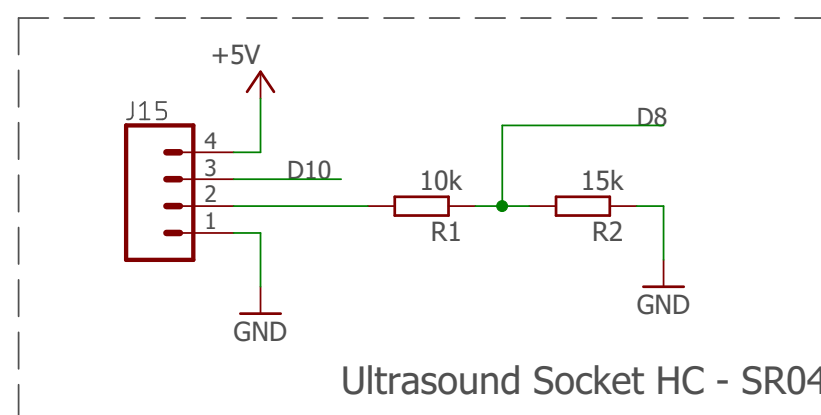 +5V
J15
4
3
D10
2
1
10k
R1
D8
15k
R2
GND
GND
Ultrasound Socket HC - SR04